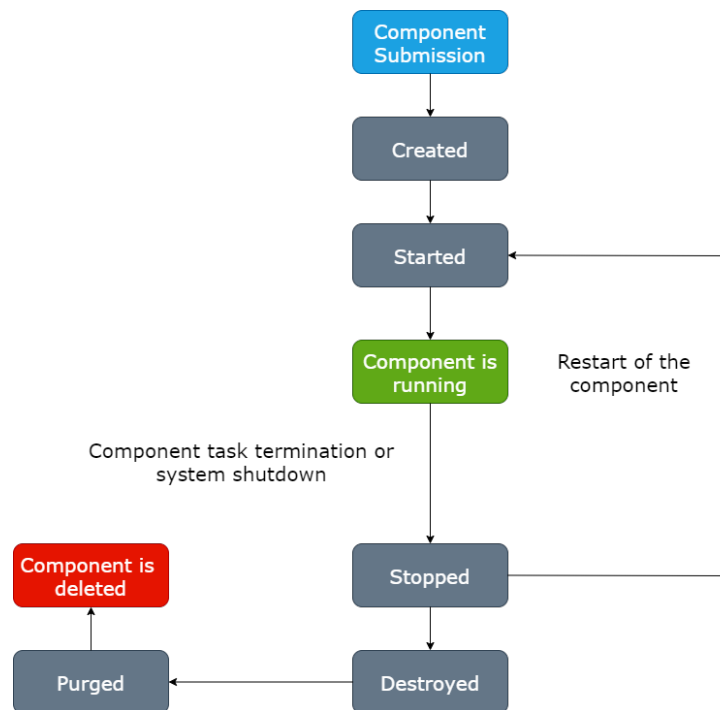 Component
Submission
Created
Started
Component is
running
Restart of the
component
Component task termination or
system shutdown
Component is
deleted
Stopped
Purged
Destroyed